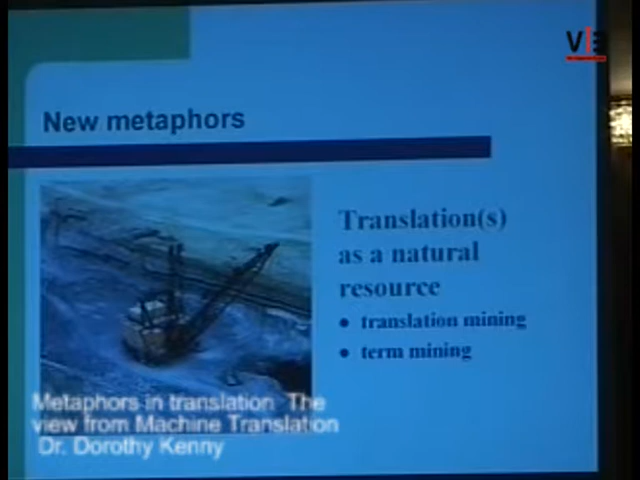 New metaphors
Translation(s)
as a natural
resource
• translation mining
• term mining
Metaphors in translation The
view from Machine Translation
Dr. Dorothy Kenny